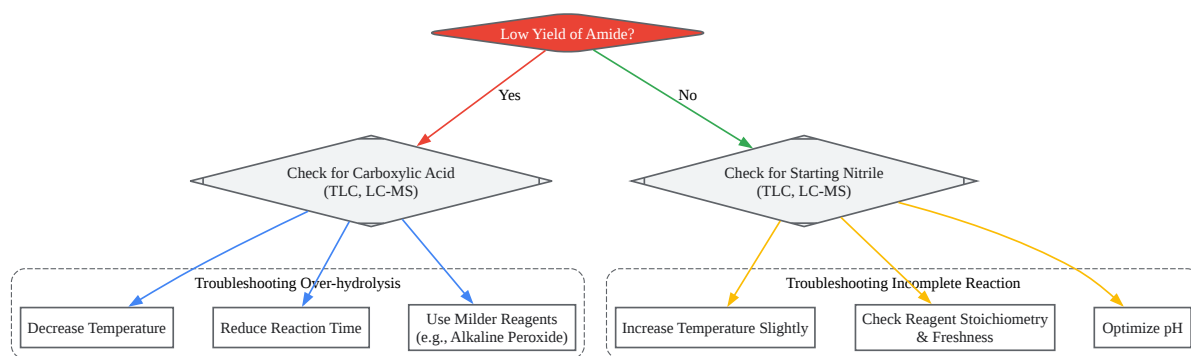 Low Yield of Amide?
Yes
No
Check for Carboxylic Acid
(TLC, LC-MS)
Check for Starting Nitrile
(TLC, LC-MS)
Troubleshooting Over-hydrolysis
Decrease Temperature
Reduce Reaction Time
Use Milder Reagents
(e.g., Alkaline Peroxide)
Troubleshooting Incomplete Reaction
Increase Temperature Slightly
Check Reagent Stoichiometry
& Freshness
Optimize pH